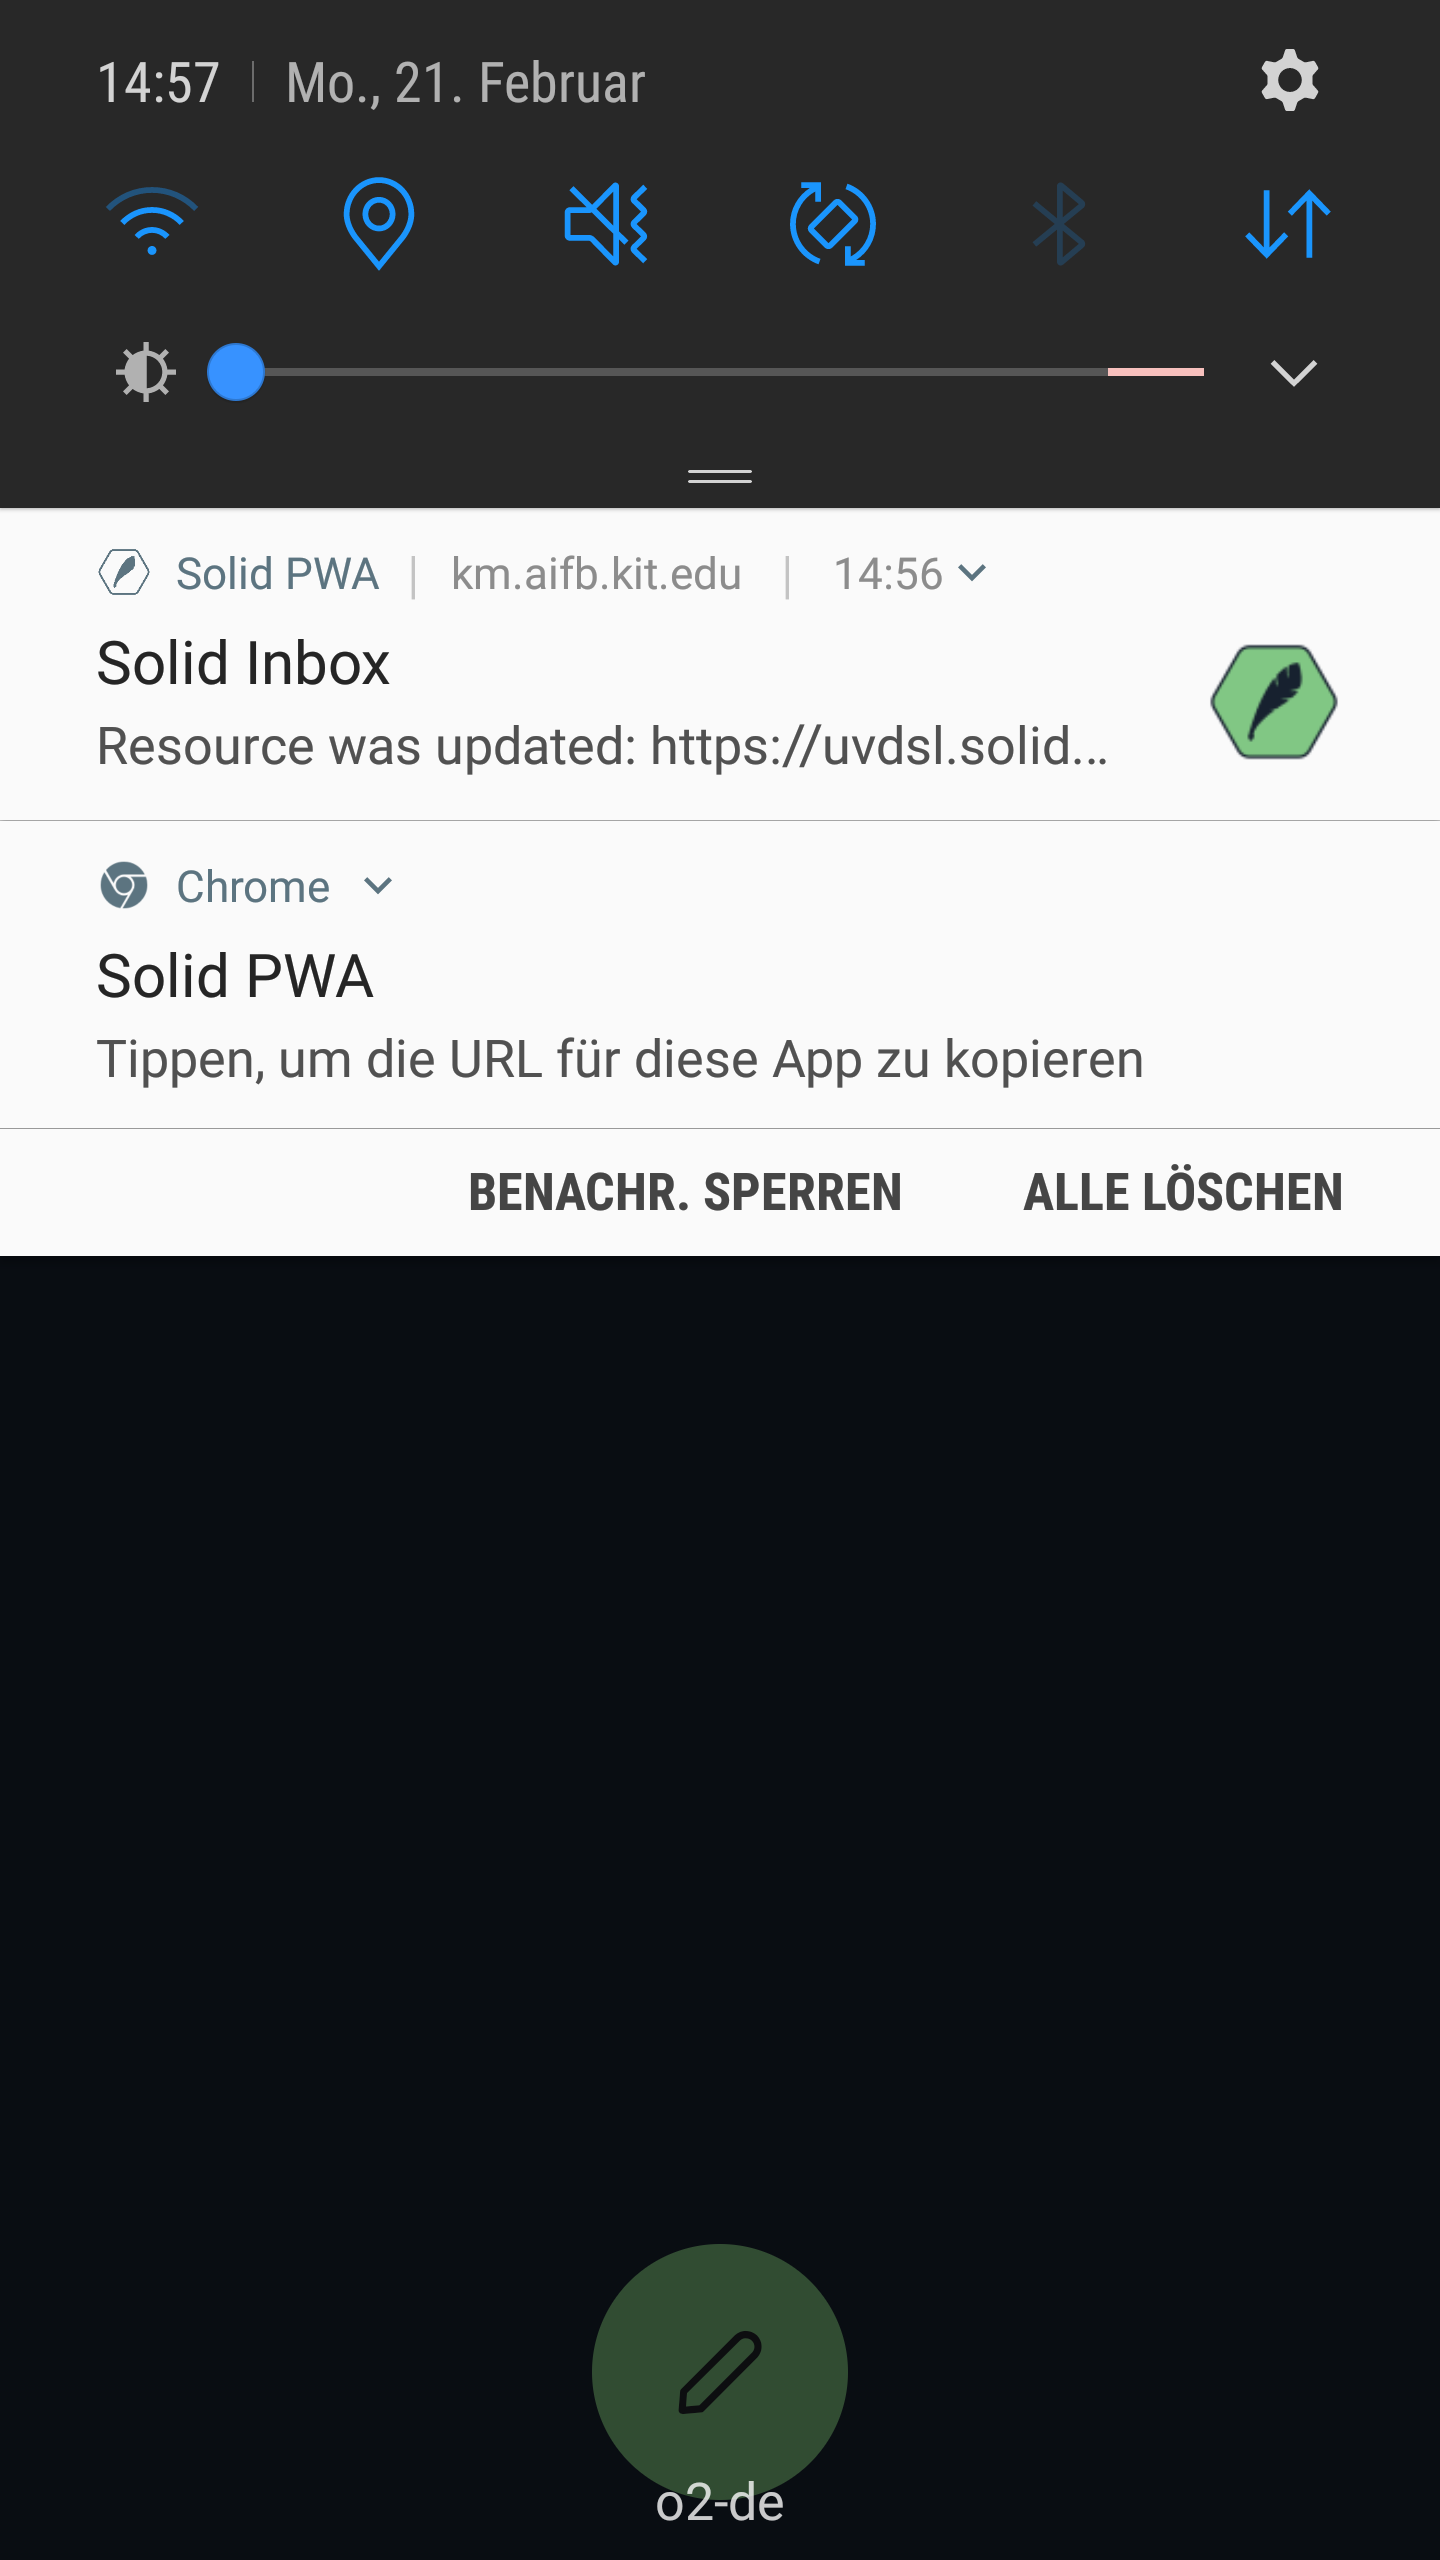 14:57 | Mo., 21. Februar
Solid PWA | km.aifb.kit.edu | 14:56
Solid Inbox
Resource was updated: https://uvdsl.solid...
Chrome
Solid PWA
Tippen, um die URL für diese App zu kopieren
BENACHR. SPERREN ALLE LÖSCHEN
o2-de